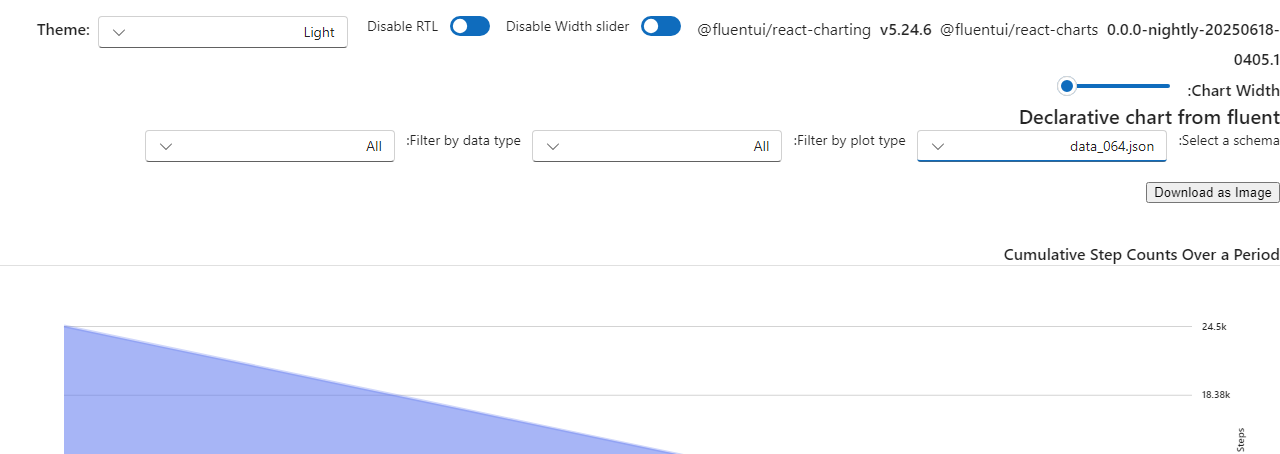 Theme: Light Disable RTL Disable Width slider @fluentui/react-charting v5.24.6 @fluentui/react-charts 0.0.0-nightly-20250618-
0405.1
:Chart Width
Declarative chart from fluent
:Select a schema data_064.json :Filter by plot type All :Filter by data type All
Download as Image
Cumulative Step Counts Over a Period
24.5k
18.38k
Steps